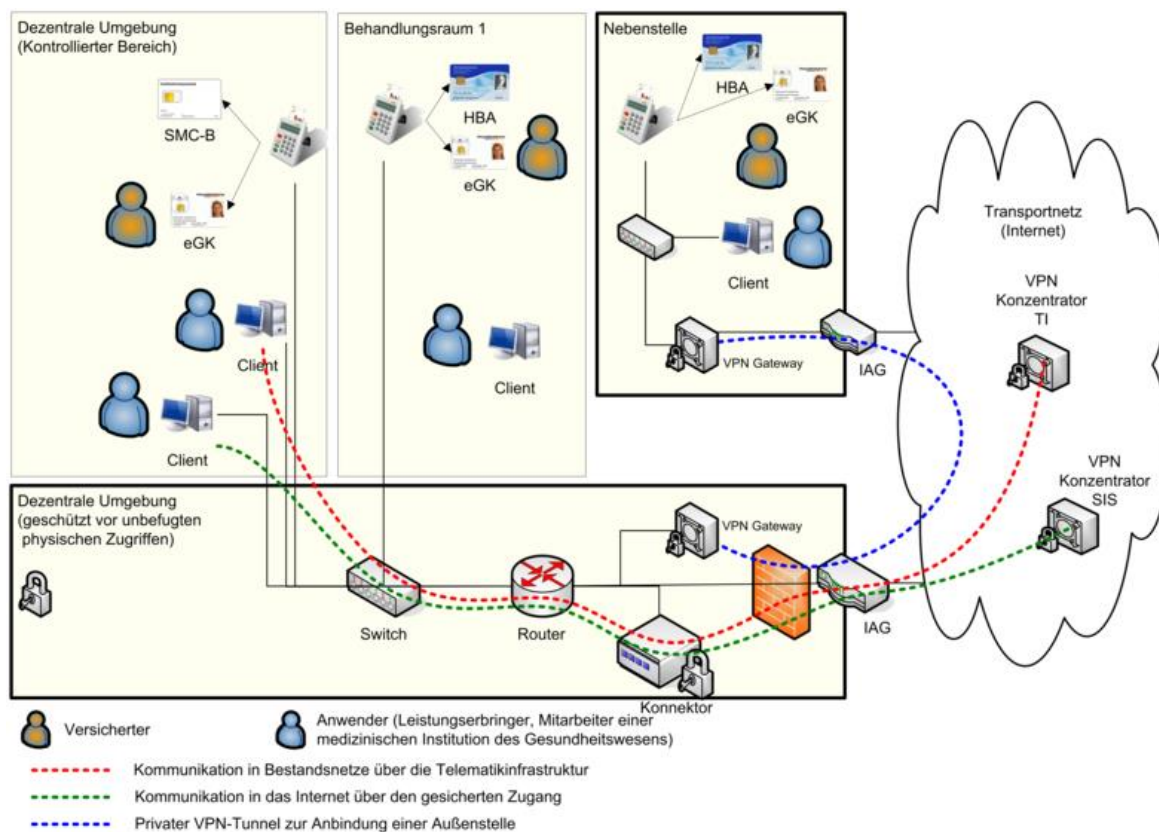 Dezentrale Umgebung
(Kontrollierter Bereich)
SMC-B
eGK
Client
Client
Behandlungsraum 1
HBA
eGK
Client
Nebenstelle
HBA
eGK
Client
VPN Gateway
IAG
Transportnetz
(Internet)
VPN
Konzentrator
TI
VPN
Konzentrator
SIS
Dezentrale Umgebung
(geschützt vor unbefugten
physischen Zugriffen)
Switch
Router
VPN Gateway
Konnektor
IAG
Versicherter
Anwender (Leistungserbringer, Mitarbeiter einer
medizinischen Institution des Gesundheitswesens)
Kommunikation in Bestandsnetze über die Telematikinfrastruktur
Kommunikation in das Internet über den gesicherten Zugang
Privater VPN-Tunnel zur Anbindung einer Außenstelle